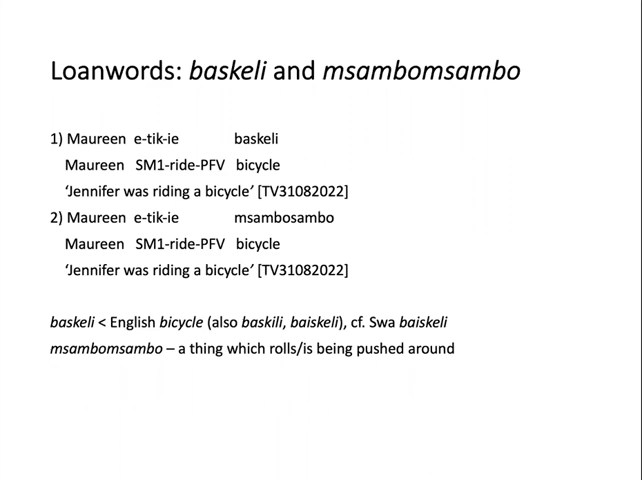 Loanwords: baskeli and msambomsambo
1) Maureen e-tik-ie baskeli
Maureen SM1-ride-PFV bicycle
‘Jennifer was riding a bicycle’ [TV31082022]
2) Maureen e-tik-ie msambosambo
Maureen SM1-ride-PFV bicycle
‘Jennifer was riding a bicycle’ [TV31082022]
baskeli < English bicycle (also baskili, baiskeli), cf. Swa baiskeli
msambomsambo – a thing which rolls/is being pushed around